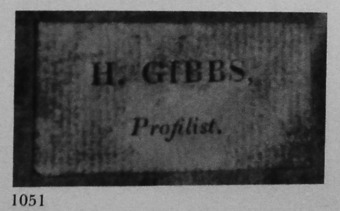 H. GIBBS,
Profilist.
1051